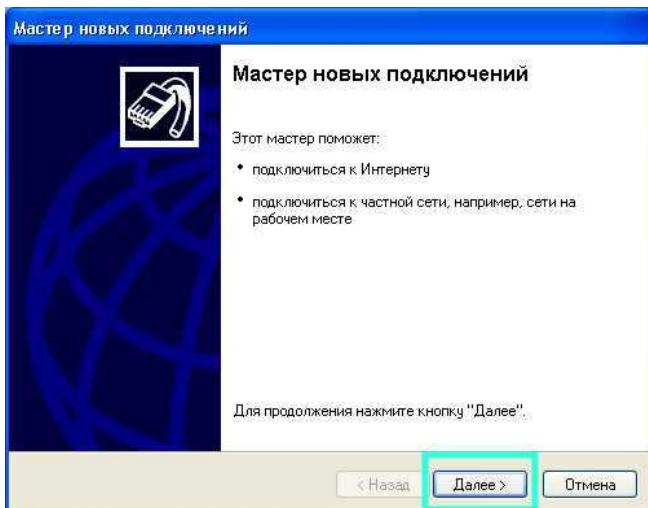 Мастер новых подключений
Мастер новых подключений
Этот мастер поможет:
• подключиться к Интернету
• подключиться к частной сети, например, сети на
рабочем месте
Для продолжения нажмите кнопку "Далее".
< Назад Далее > Отмена